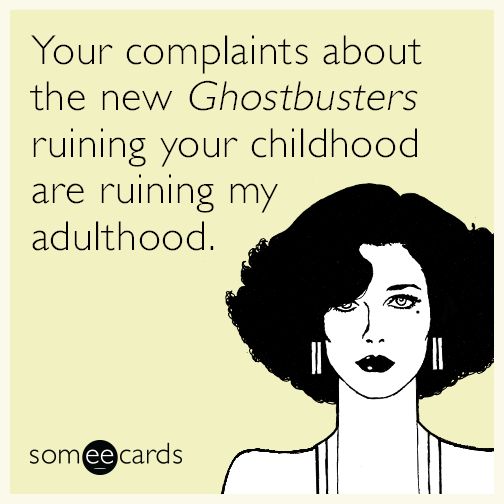 Your complaints about
the new Ghostbusters
ruining your childhood
are ruining my
adulthood.
someecards